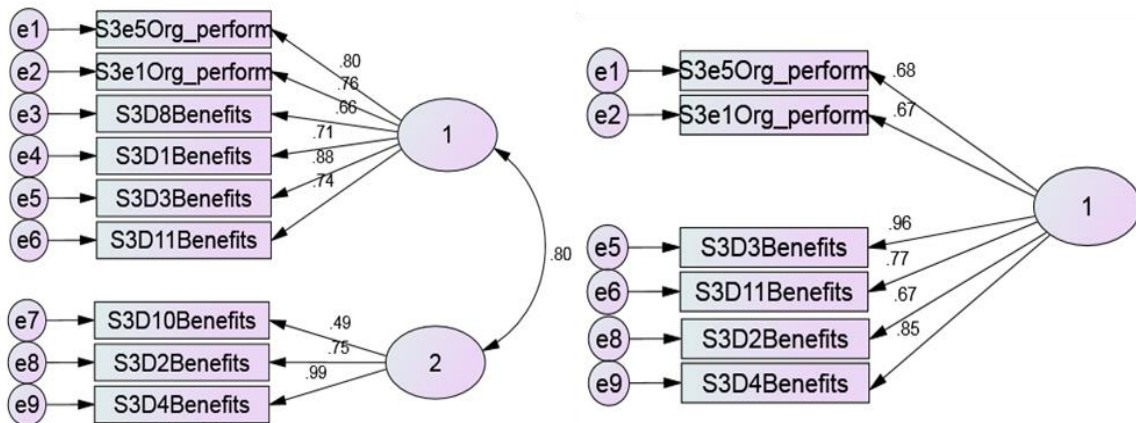 e1 S3e5Org_perform
.80
e2 S3e1Org_perform
.76
e3 S3D8Benefits
.66
e4 S3D1Benefits
.71
e5 S3D3Benefits
.88
e6 S3D11Benefits
.74
1
.80
e7 S3D10Benefits
.49
e8 S3D2Benefits
.75
e9 S3D4Benefits
.99
2
e1 S3e5Org_perform
.68
e2 S3e1Org_perform
.67
1
e5 S3D3Benefits
.96
e6 S3D11Benefits
.77
e8 S3D2Benefits
.67
e9 S3D4Benefits
.85